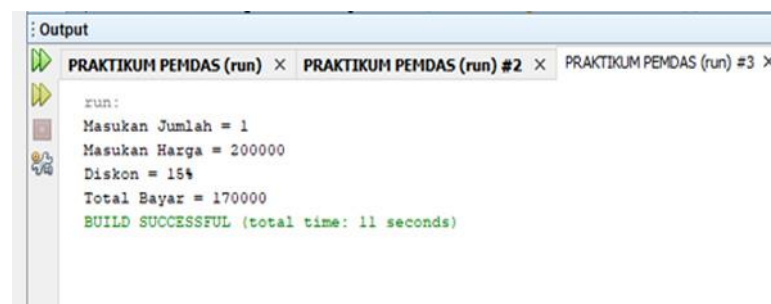 Output
PRAKTIKUM PEMDAS (run) × PRAKTIKUM PEMDAS (run) #2 × PRAKTIKUM PEMDAS (run) #3 ×
run:
Masukan Jumlah = 1
Masukan Harga = 200000
Diskon = 15%
Total Bayar = 170000
BUILD SUCCESSFUL (total time: 11 seconds)